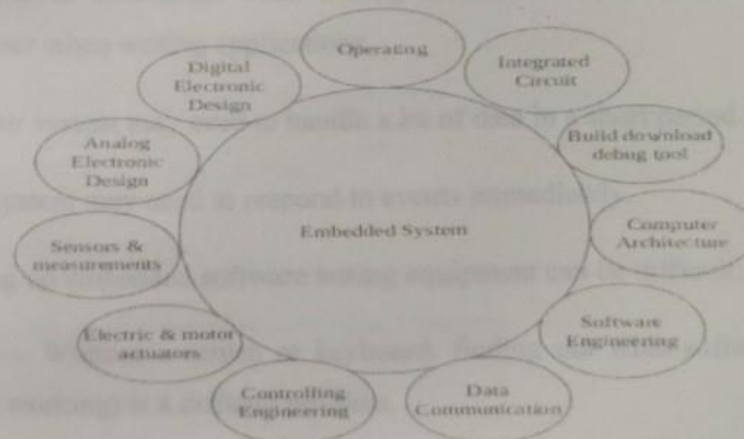 Operating
Integrated
Circuit
Build download
debug tool
Computer
Architecture
Software
Engineering
Data
Communication
Controlling
Engineering
Electric & motor
actuators
Sensors &
measurements
Analog
Electronic
Design
Digital
Electronic
Design
Embedded System